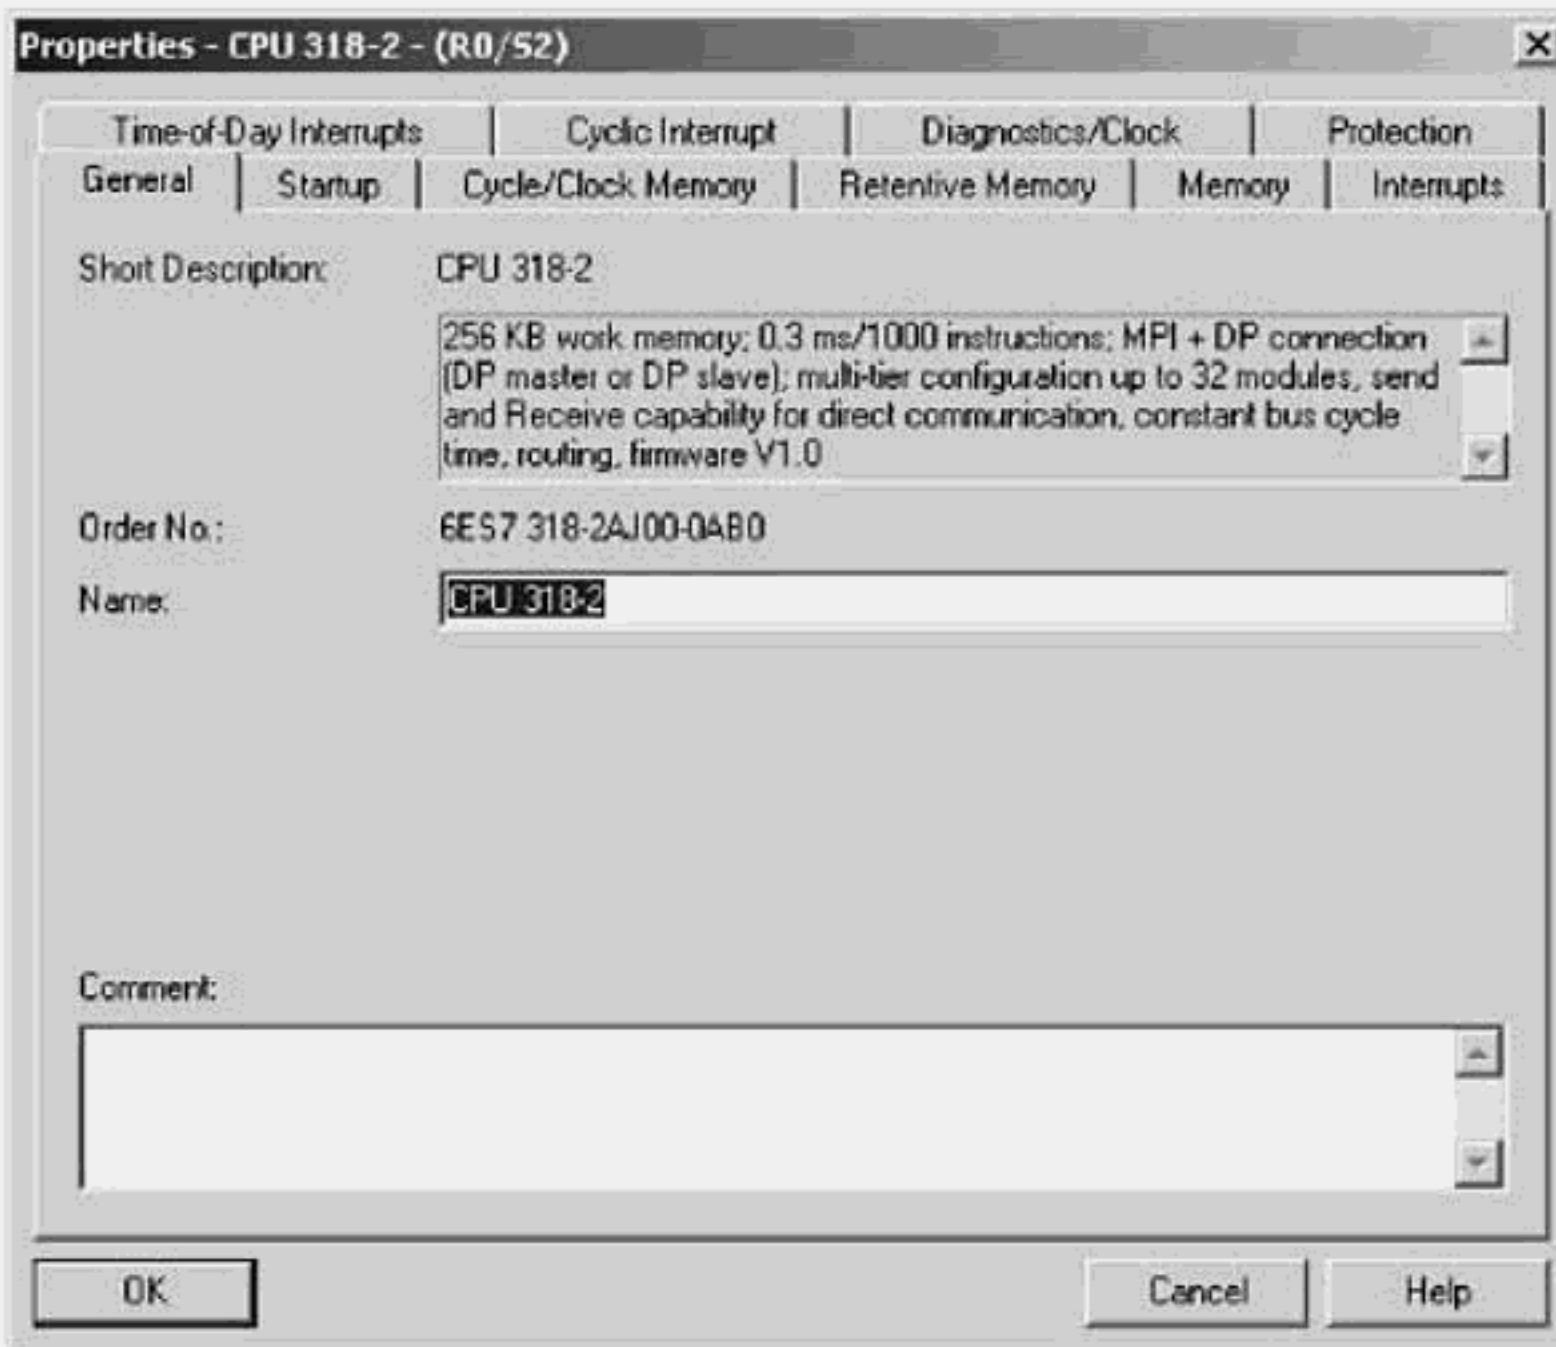 Properties - CPU 318-2 - (R0/S2)
Time-of-Day Interrupts Cyclic Interrupt Diagnostics/Clock Protection
General Startup Cycle/Clock Memory Retentive Memory Memory Interrupts
Short Description: CPU 318-2
256 KB work memory; 0.3 ms/1000 instructions; MPI + DP connection
(DP master or DP slave); multi-tier configuration up to 32 modules, send
and Receive capability for direct communication, constant bus cycle
time, routing, firmware V1.0
Order No.: 6ES7 318-2AJ00-0AB0
Name: CPU 318-2
Comment:
OK Cancel Help